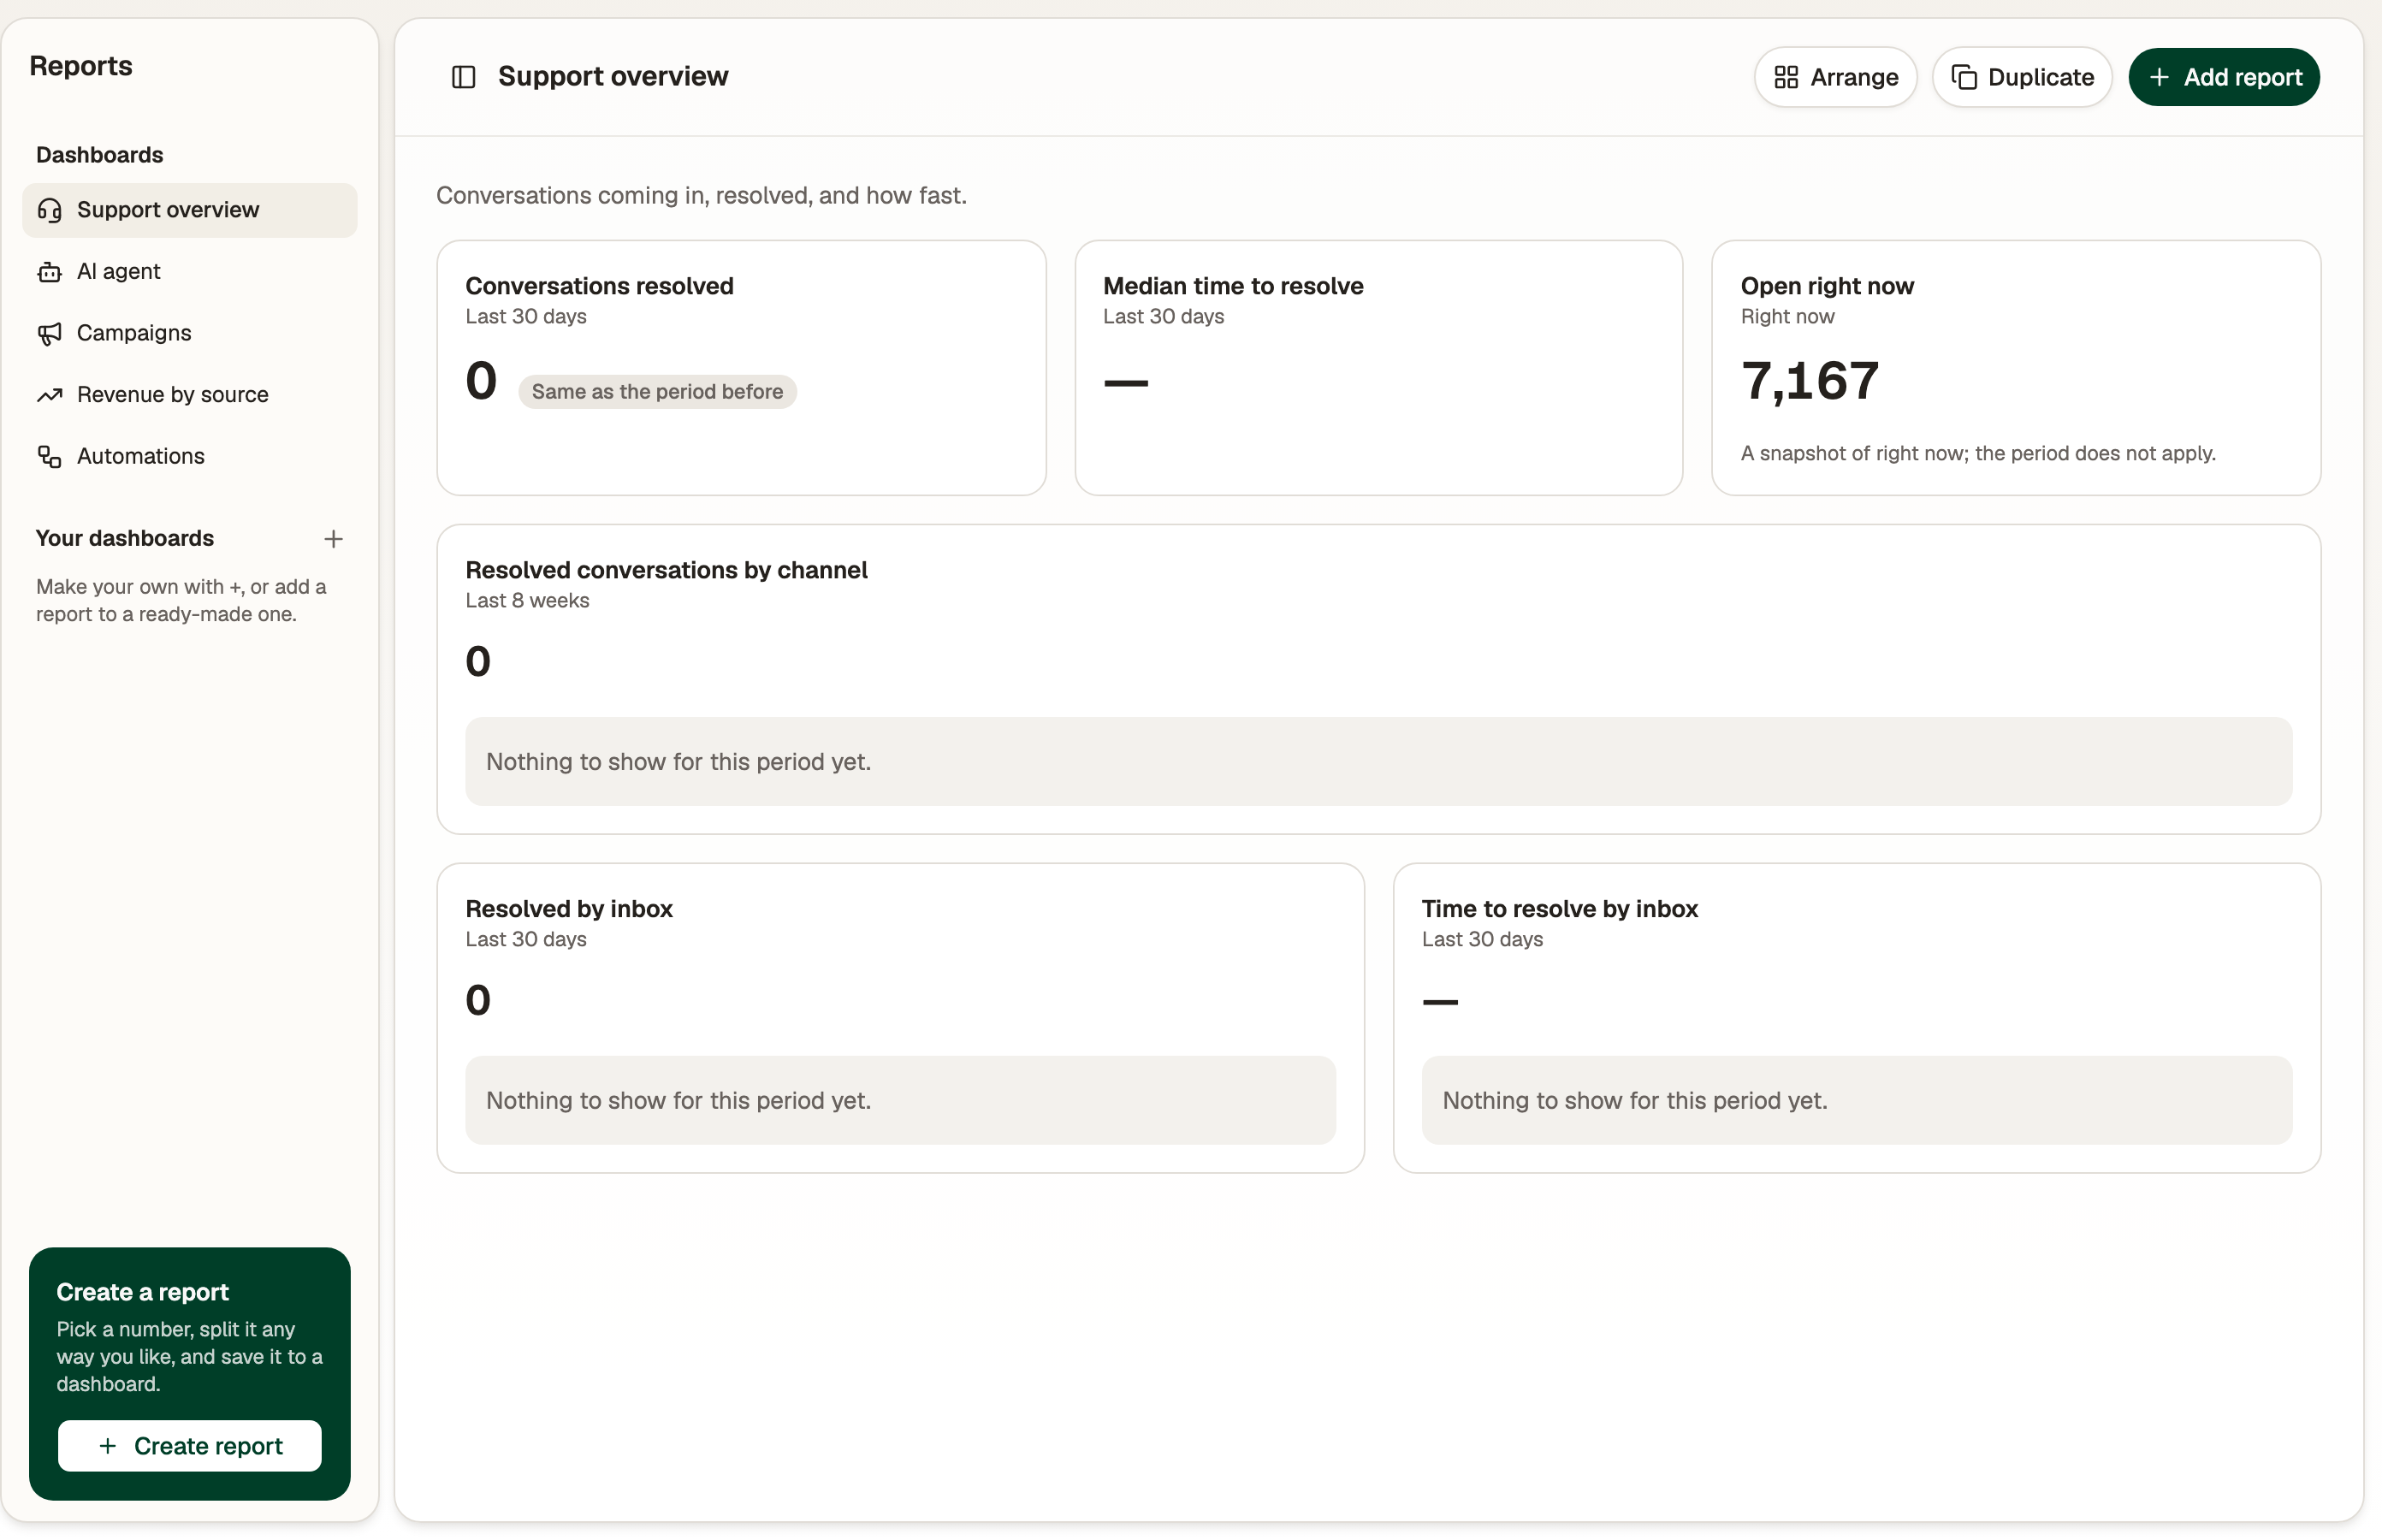 Reports
Dashboards
Support overview
AI agent
Campaigns
Revenue by source
Automations
Your dashboards
Make your own with +, or add a
report to a ready-made one.
Create a report
Pick a number, split it any
way you like, and save it to a
dashboard.
Create report
Support overview
Arrange
Duplicate
Add report
Conversations coming in, resolved, and how fast.
Conversations resolved
Last 30 days
0 Same as the period before
Median time to resolve
Last 30 days
—
Open right now
Right now
7,167
A snapshot of right now; the period does not apply.
Resolved conversations by channel
Last 8 weeks
0
Nothing to show for this period yet.
Resolved by inbox
Last 30 days
0
Nothing to show for this period yet.
Time to resolve by inbox
Last 30 days
—
Nothing to show for this period yet.